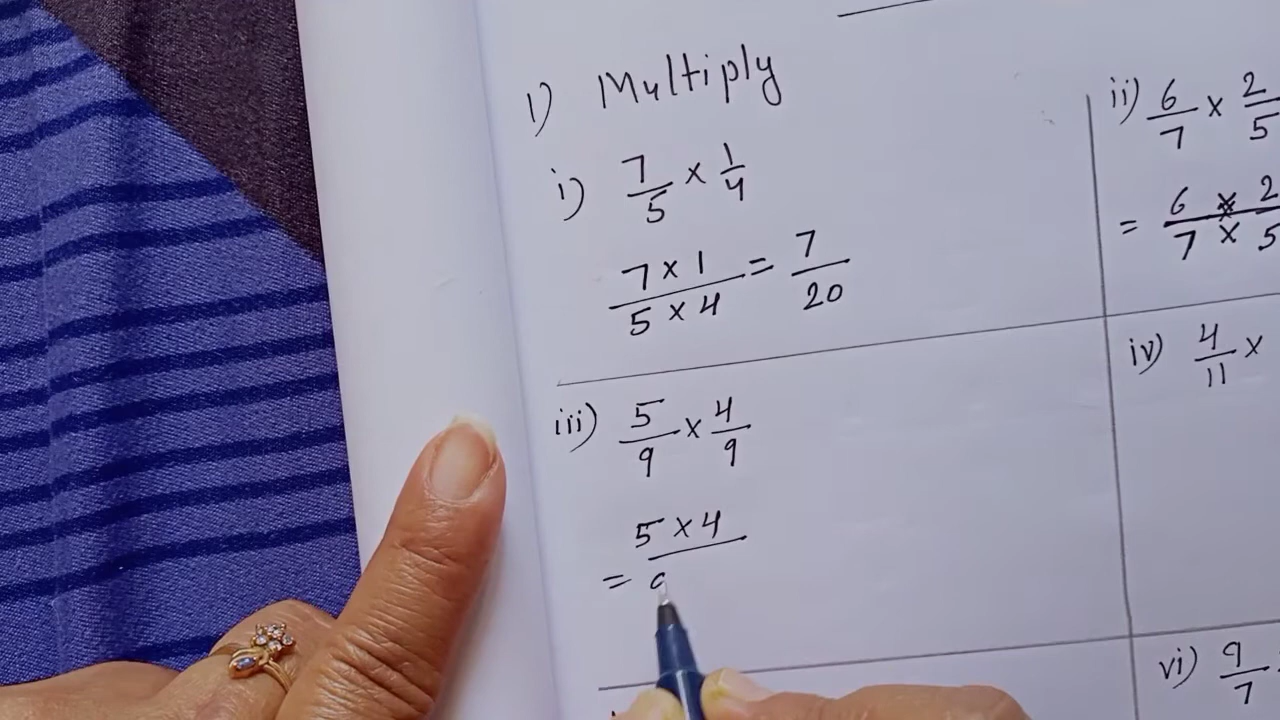 1) Multiply
i) 7/5 × 1/4
7 × 1 / 5 × 4 = 7/20
ii) 6/7 × 2/5
= 6 × 2 / 7 × 5
iii) 5/9 × 4/9
= 5 × 4 /
iv) 4/11 ×
vi) 9/7